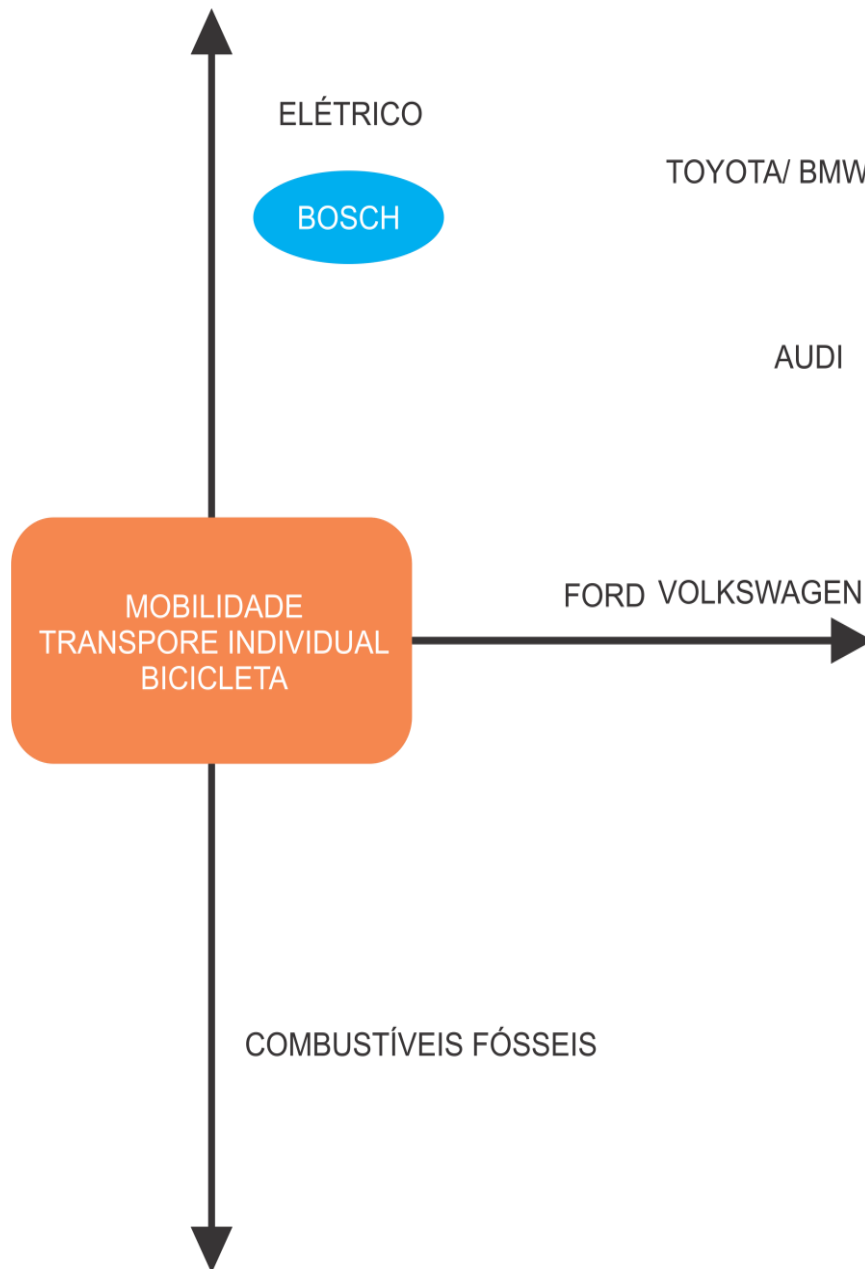 ELÉTRICO
TOYOTA/ BMW
BOSCH
AUDI
FORD VOLKSWAGEN
MOBILIDADE
TRANSPORE INDIVIDUAL
BICICLETA
COMBUSTÍVEIS FÓSSEIS